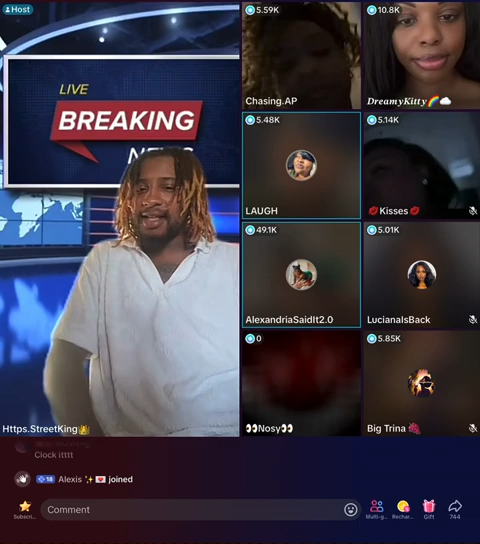 Host
LIVE
BREAKING
NEWS
Https.StreetKing👑
5.59K
Chasing.AP
10.8K
DreamyKitty🌈☁️
5.48K
LAUGH
5.14K
💋Kisses💋
49.1K
AlexandriaSaidIt2.0
5.01K
LucianaIsBack
0
👀Nosy👀
5.85K
Big Trina 🍇
Clock itttt
18 Alexis ✨💌 joined
Subscri...
Comment
Multi-g...
Rechar...
Gift
744